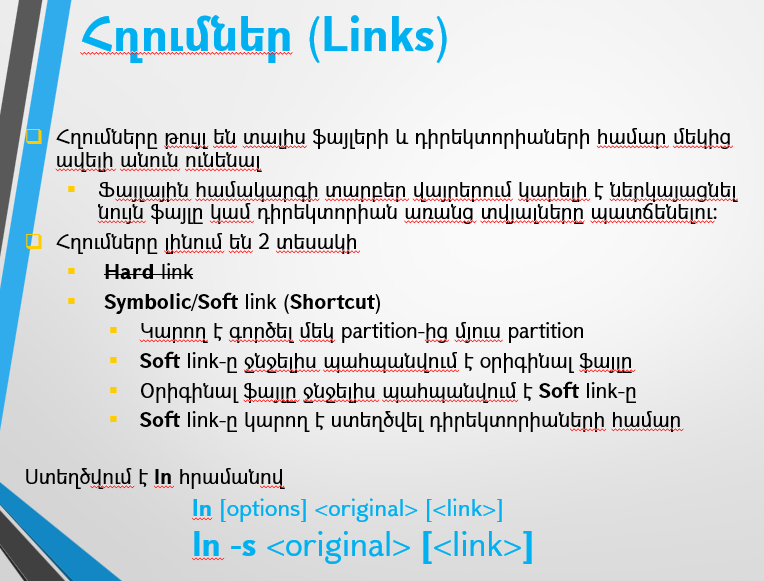 Հղումներ (Links)
Հղումները թույլ են տալիս ֆայլերի և դիրեկտորիաների համար մեկից
ավելի անուն ունենալ
Ֆայլային համակարգի տարբեր վայրերում կարելի է ներկայացնել
նույն ֆայլը կամ դիրեկտորիան առանց տվյալները պատճենելու:
Հղումները լինում են 2 տեսակի
Hard link
Symbolic/Soft link (Shortcut)
Կարող է գործել մեկ partition-ից մյուս partition
Soft link-ը ջնջելիս պահպանվում է օրիգինալ ֆայլը
Օրիգինալ ֆայլը ջնջելիս պահպանվում է Soft link-ը
Soft link-ը կարող է ստեղծվել դիրեկտորիաների համար
Ստեղծվում է ln հրամանով
ln [options] <original> [<link>]
ln -s <original> [<link>]